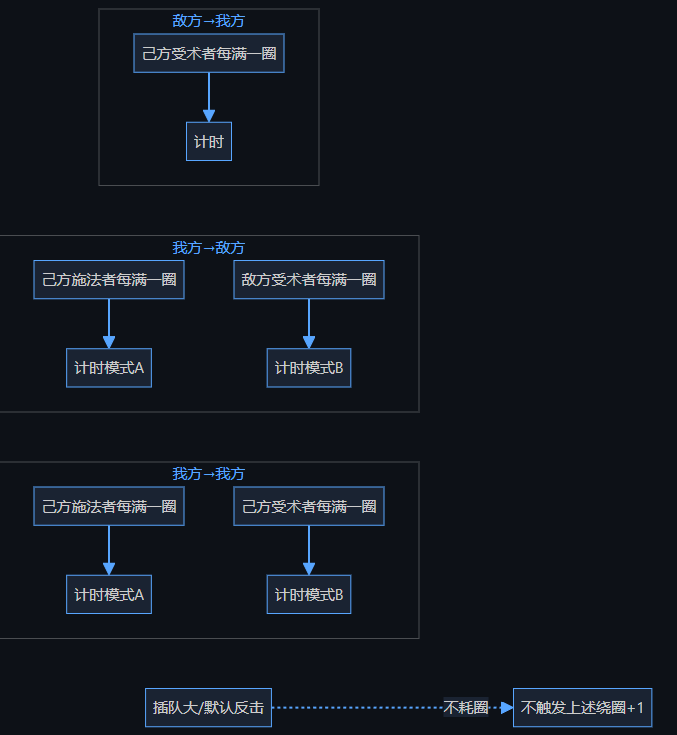 敌方→我方
己方受术者每满一圈
计时
我方→敌方
己方施法者每满一圈
敌方受术者每满一圈
计时模式A
计时模式B
我方→我方
己方施法者每满一圈
己方受术者每满一圈
计时模式A
计时模式B
插队大/默认反击
不耗圈
不触发上述绕圈+1